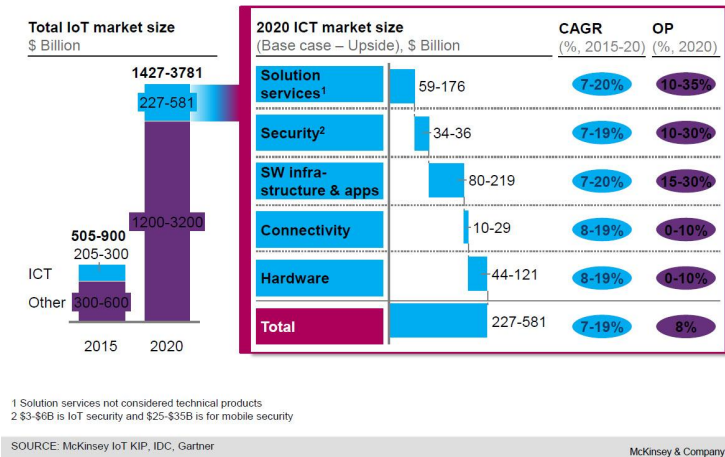 Total IoT market size
$ Billion
1427-3781
227-581
1200-3200
505-900
205-300
ICT
Other
300-600
2015
2020
2020 ICT market size
(Base case – Upside), $ Billion
CAGR
(%, 2015-20)
OP
(%, 2020)
Solution
services1
59-176
7-20%
10-35%
Security2
34-36
7-19%
10-30%
SW infra-
structure & apps
80-219
7-20%
15-30%
Connectivity
10-29
8-19%
0-10%
Hardware
44-121
8-19%
0-10%
Total
227-581
7-19%
8%
1 Solution services not considered technical products
2 $3-$6B is IoT security and $25-$35B is for mobile security
SOURCE: McKinsey IoT KIP, IDC, Gartner
McKinsey & Company